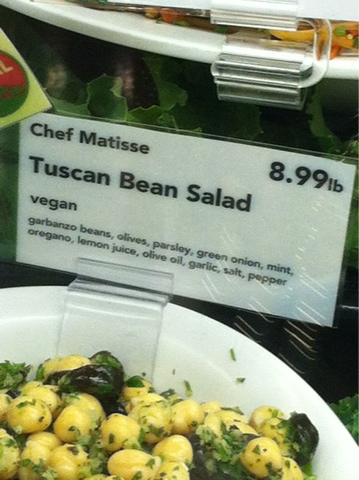 Chef Matisse
8.99lb
Tuscan Bean Salad
vegan
garbanzo beans, olives, parsley, green onion, mint,
oregano, lemon juice, olive oil, garlic, salt, pepper